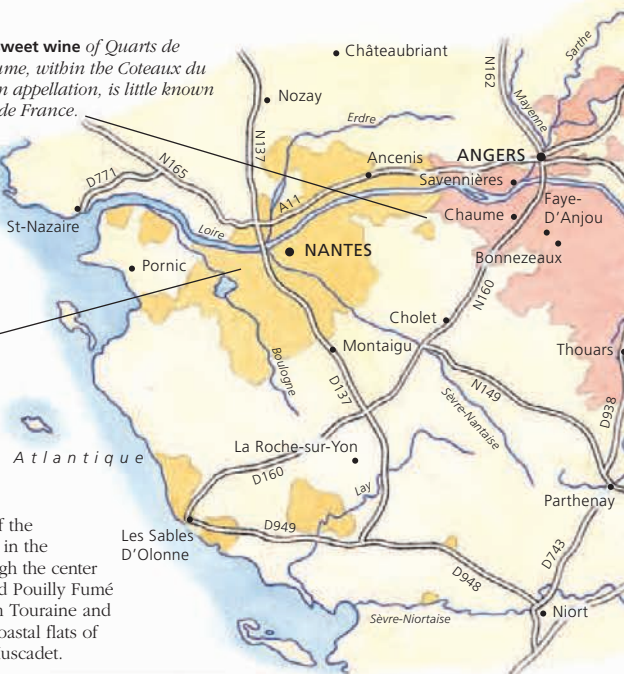 sweet wine of Quarts de
ume, within the Coteaux du
n appellation, is little known
de France.
Châteaubriant
Nozay
N162
Sarthe
Mayenne
Erdre
N137
Ancenis
ANGERS
Savennières
D771
N165
A11
Chaume
Faye-
D'Anjou
St-Nazaire
Loire
NANTES
Bonnezeaux
Pornic
N160
Cholet
Montaigu
Thouars
Boulogne
D137
N149
Sèvre-Nantaise
D938
La Roche-sur-Yon
Atlantique
D160
Lay
Parthenay
f the
in the
gh the center
d Pouilly Fumé
n Touraine and
oastal flats of
uscadet.
Les Sables
D'Olonne
D949
D948
D743
Sèvre-Niortaise
Niort